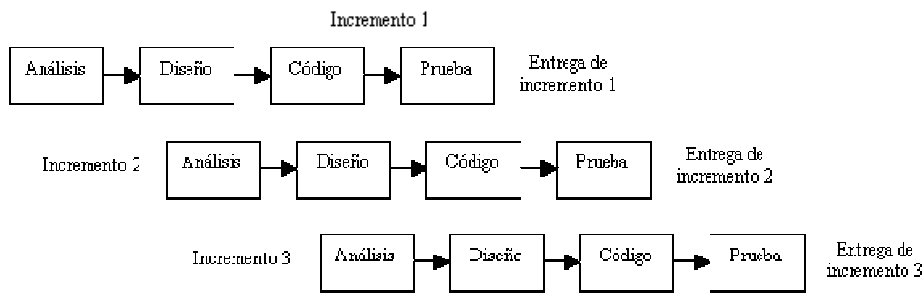 Incremento 1
Análisis
Diseño
Código
Prueba
Entrega de
incremento 1
Incremento 2
Análisis
Diseño
Código
Prueba
Entrega de
incremento 2
Incremento 3
Análisis
Diseño
Código
Prueba
Entrega de
incremento 3